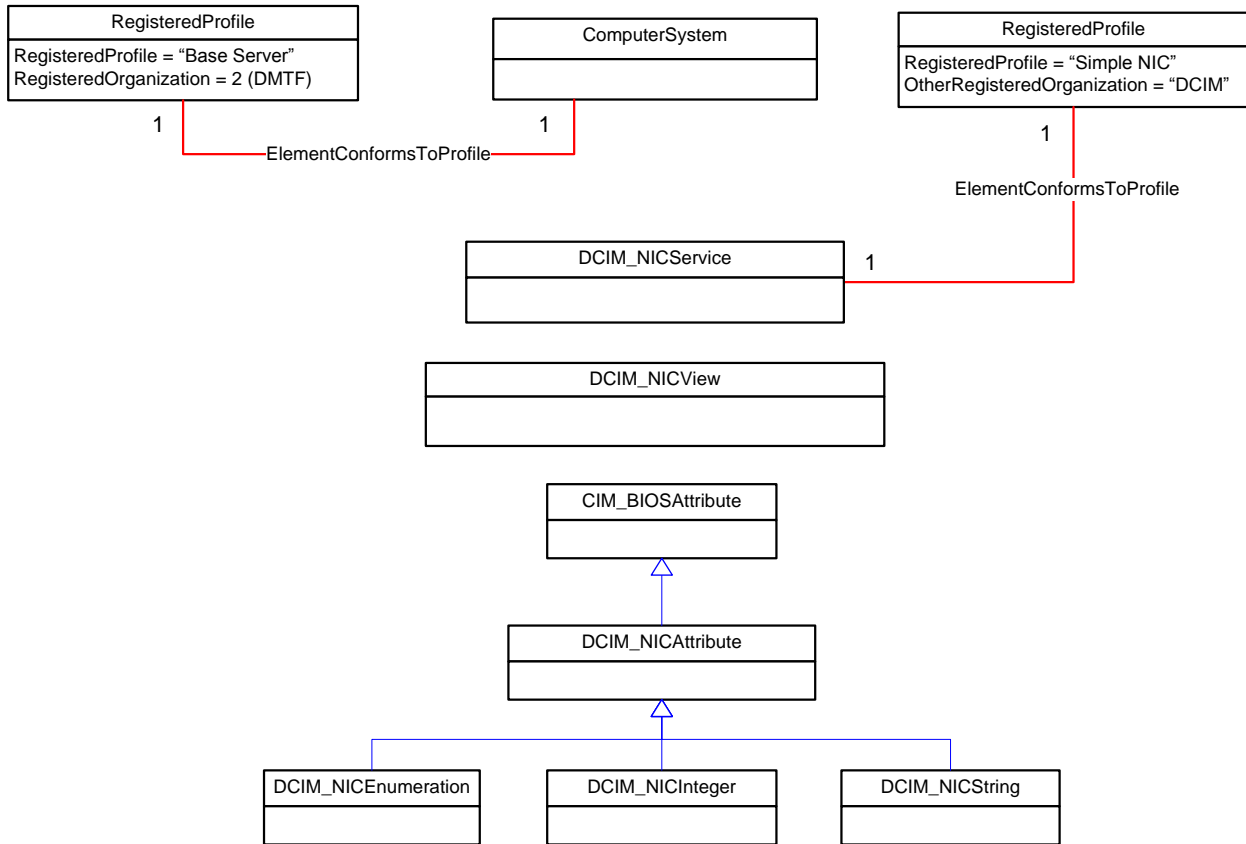 RegisteredProfile
RegisteredProfile = “Base Server”
RegisteredOrganization = 2 (DMTF)
ComputerSystem
RegisteredProfile
RegisteredProfile = “Simple NIC”
OtherRegisteredOrganization = “DCIM”
1
1
ElementConformsToProfile
1
ElementConformsToProfile
DCIM_NICService
1
DCIM_NICView
CIM_BIOSAttribute
DCIM_NICAttribute
DCIM_NICEnumeration
DCIM_NICInteger
DCIM_NICString